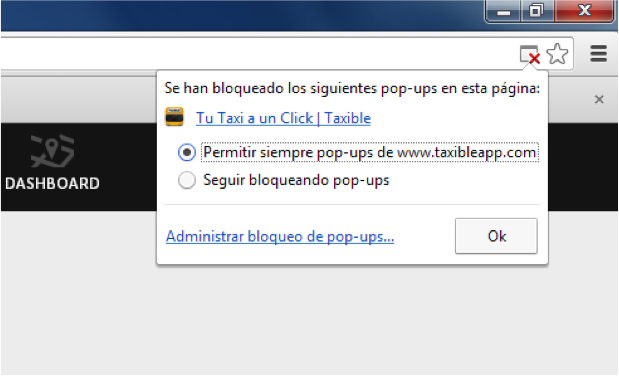 Se han bloqueado los siguientes pop-ups en esta página:
Tu Taxi a un Click | Taxible
Permitir siempre pop-ups de www.taxibleapp.com
DASHBOARD
Seguir bloqueando pop-ups
Administrar bloqueo de pop-ups...
Ok